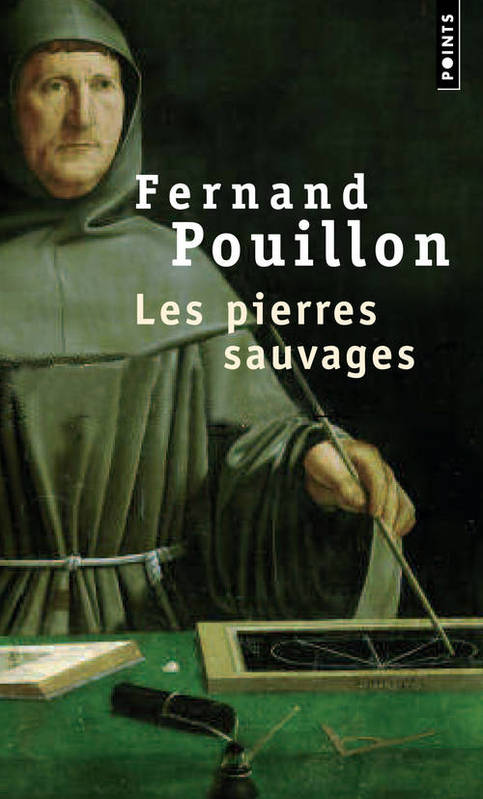 POINTS
Fernand
Pouillon
Les pierres
sauvages